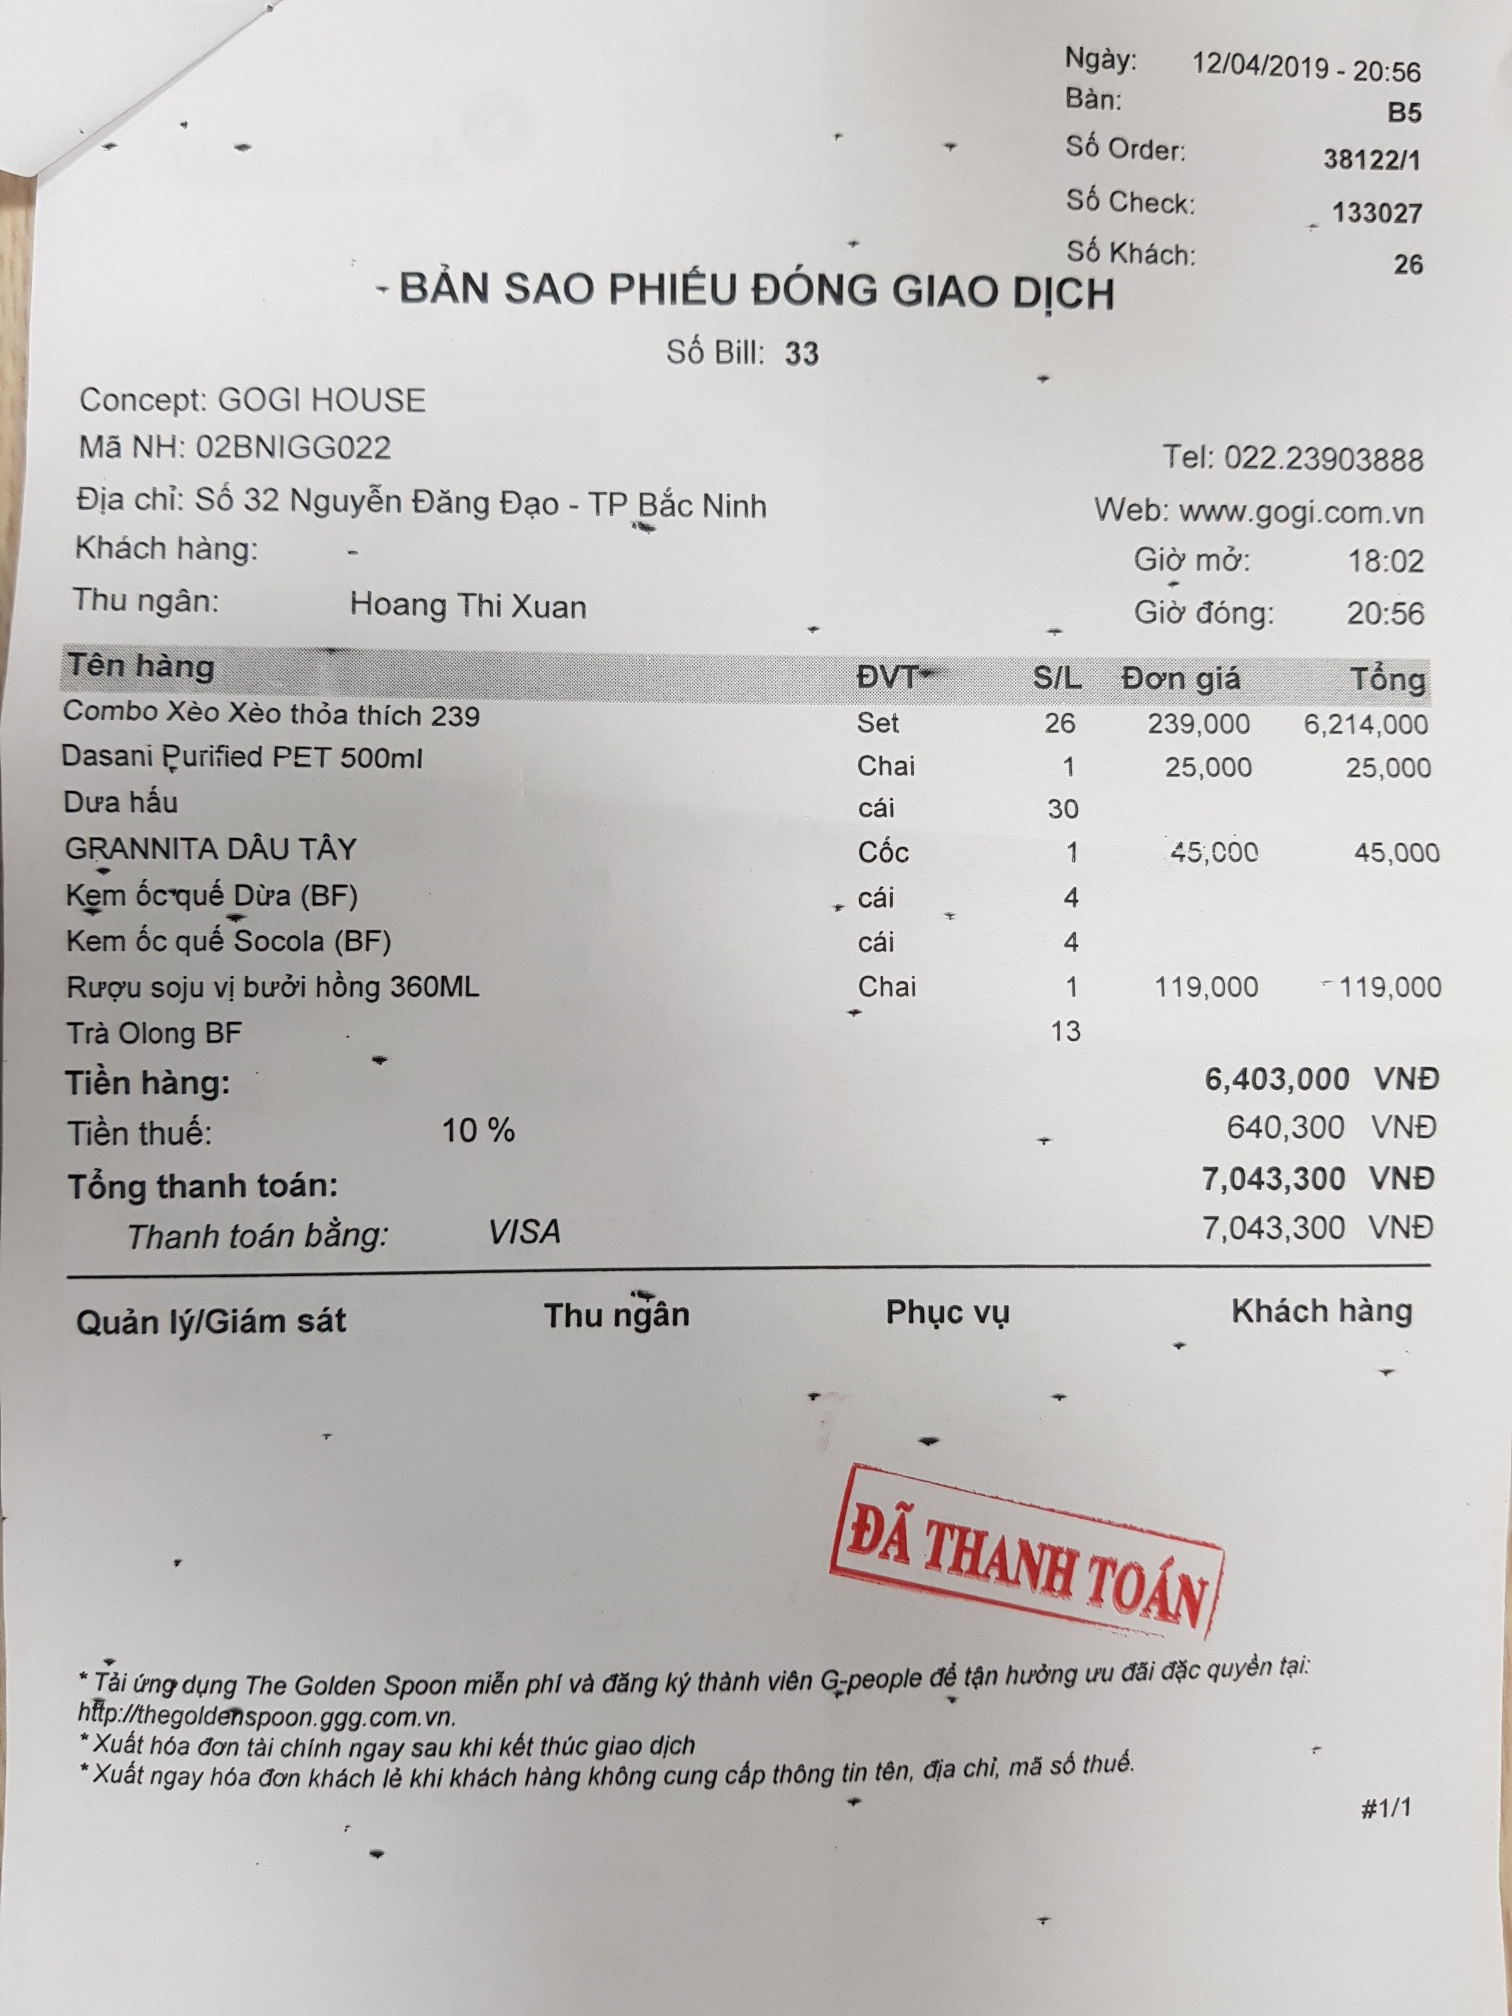 Ngày: 12/04/2019 - 20:56
Bàn: B5
Số Order: 38122/1
Số Check: 133027
Số Khách: 26
BẢN SAO PHIẾU ĐÓNG GIAO DỊCH
Số Bill: 33
Concept: GOGI HOUSE
Mã NH: 02BNIGG022
Tel: 022.23903888
Địa chỉ: Số 32 Nguyễn Đăng Đạo - TP Bắc Ninh
Web: www.gogi.com.vn
Khách hàng: -
Giờ mở: 18:02
Thu ngân: Hoang Thi Xuan
Giờ đóng: 20:56
Tên hàng ĐVT S/L Đơn giá Tổng
Combo Xèo Xèo thỏa thích 239 Set 26 239,000 6,214,000
Dasani Purified PET 500ml Chai 1 25,000 25,000
Dưa hấu cái 30
GRANNITA DÂU TÂY Cốc 1 45,000 45,000
Kem ốc quế Dừa (BF) cái 4
Kem ốc quế Socola (BF) cái 4
Rượu soju vị bưởi hồng 360ML Chai 1 119,000 119,000
Trà Olong BF 13
Tiền hàng: 6,403,000 VNĐ
Tiền thuế: 10 % 640,300 VNĐ
Tổng thanh toán: 7,043,300 VNĐ
Thanh toán bằng: VISA 7,043,300 VNĐ
Quản lý/Giám sát Thu ngân Phục vụ Khách hàng
ĐÃ THANH TOÁN
* Tải ứng dụng The Golden Spoon miễn phí và đăng ký thành viên G-people để tận hưởng ưu đãi đặc quyền tại:
http://thegoldenspoon.ggg.com.vn.
* Xuất hóa đơn tài chính ngay sau khi kết thúc giao dịch
* Xuất ngay hóa đơn khách lẻ khi khách hàng không cung cấp thông tin tên, địa chỉ, mã số thuế.
#1/1